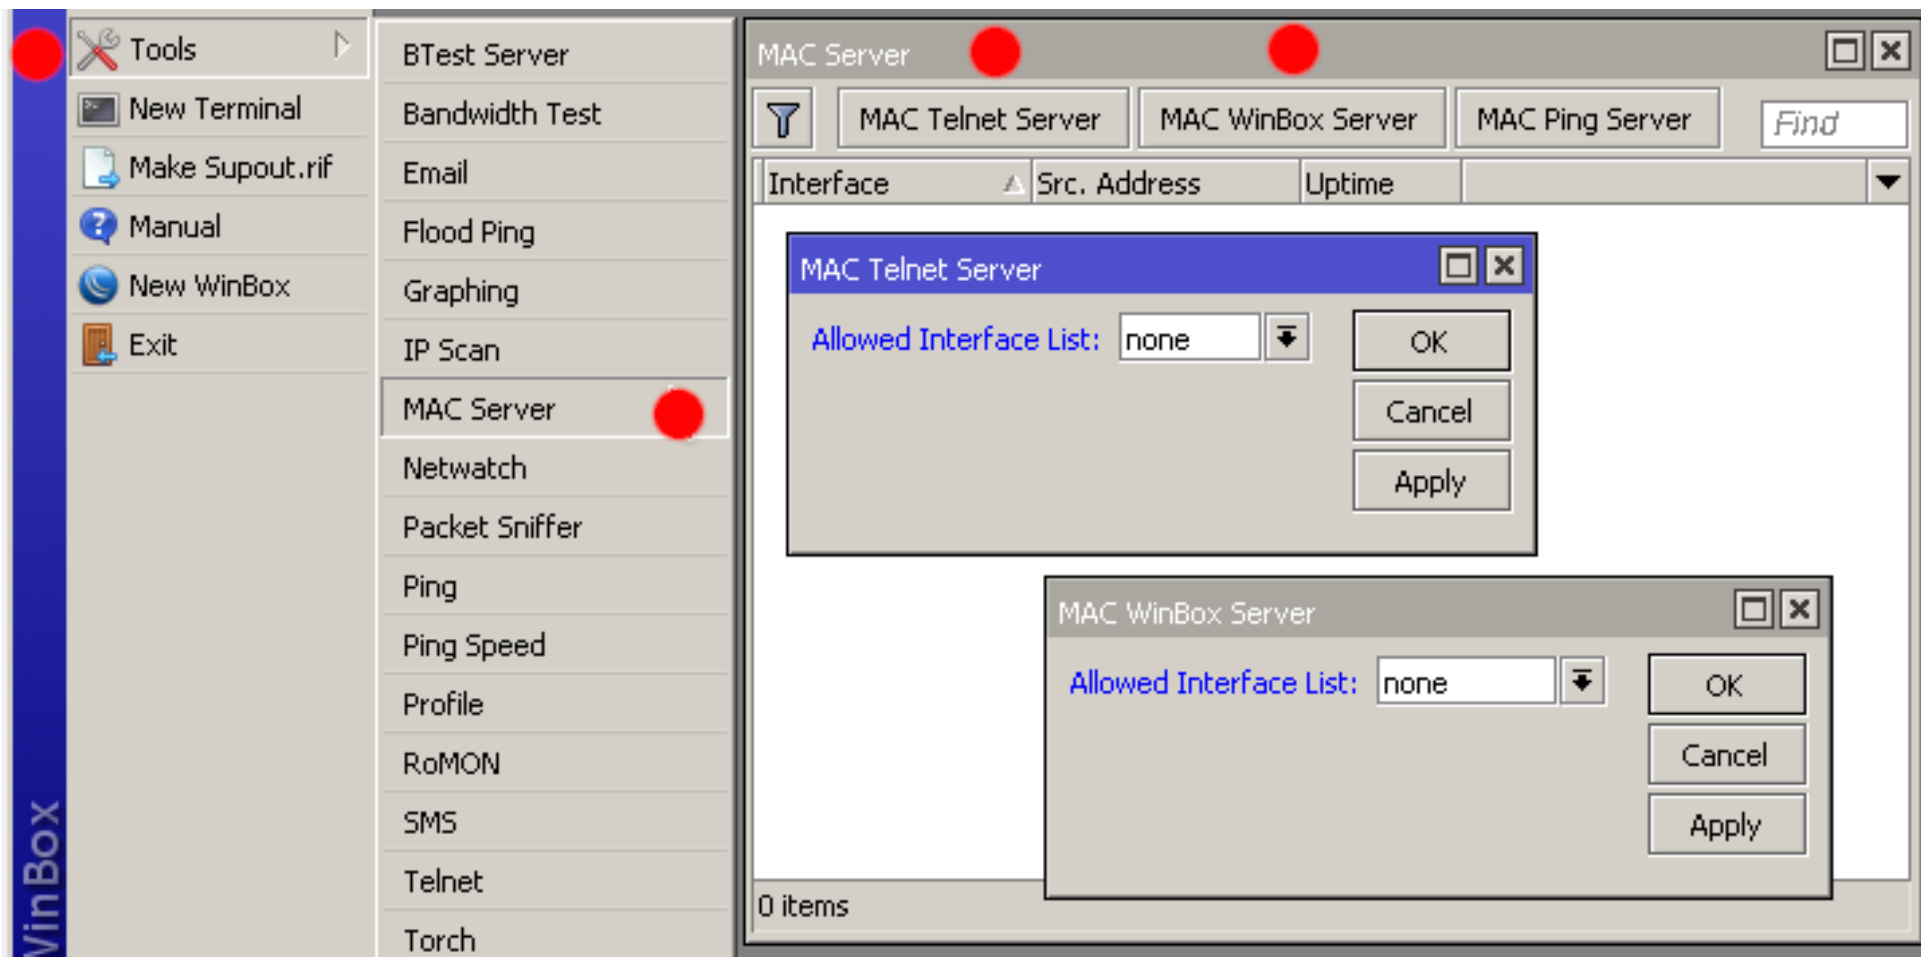 WinBox
Tools
New Terminal
Make Supout.rif
Manual
New WinBox
Exit
BTest Server
Bandwidth Test
Email
Flood Ping
Graphing
IP Scan
MAC Server
Netwatch
Packet Sniffer
Ping
Ping Speed
Profile
RoMON
SMS
Telnet
Torch
MAC Server
MAC Telnet Server MAC WinBox Server MAC Ping Server Find
Interface Src. Address Uptime
MAC Telnet Server
Allowed Interface List: none OK
Cancel
Apply
MAC WinBox Server
Allowed Interface List: none OK
Cancel
Apply
0 items